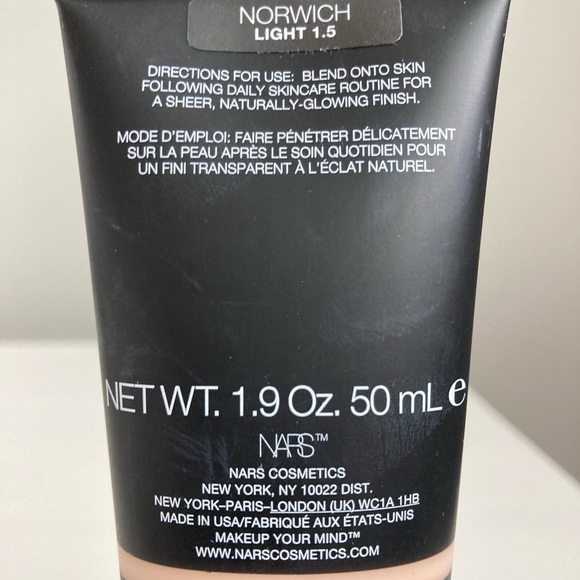 NORWICH
LIGHT 1.5
DIRECTIONS FOR USE: BLEND ONTO SKIN
FOLLOWING DAILY SKINCARE ROUTINE FOR
A SHEER, NATURALLY-GLOWING FINISH.
MODE D'EMPLOI: FAIRE PÉNÉTRER DÉLICATEMENT
SUR LA PEAU APRÈS LE SOIN QUOTIDIEN POUR
UN FINI TRANSPARENT À L'ÉCLAT NATUREL.
NET WT. 1.9 Oz. 50 mL e
NARS™
NARS COSMETICS
NEW YORK, NY 10022 DIST.
NEW YORK–PARIS–LONDON (UK) WC1A 1HB
MADE IN USA/FABRIQUÉ AUX ÉTATS-UNIS
MAKEUP YOUR MIND™
WWW.NARSCOSMETICS.COM